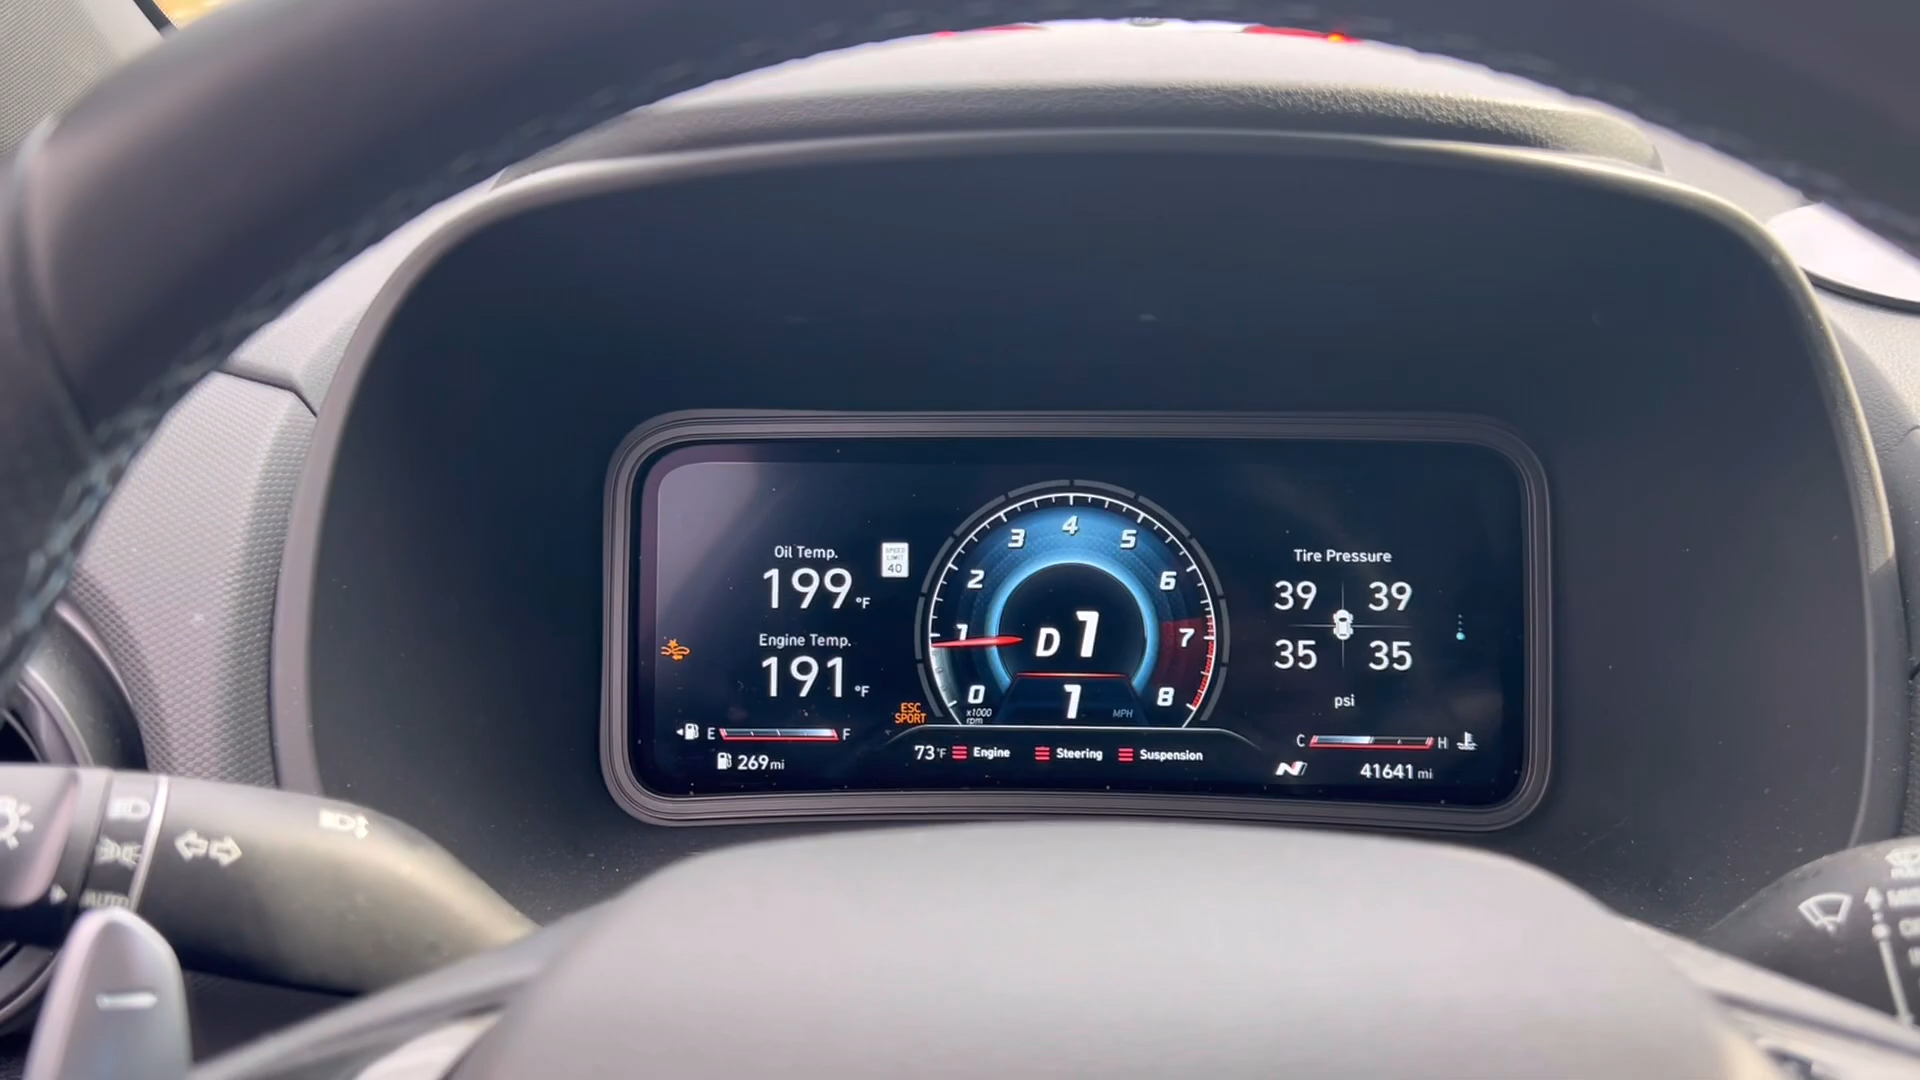 Oil Temp.
199 °F
SPEED
LIMIT
40
Engine Temp.
191 °F
ESC
SPORT
E F
269 mi
0 1 2 3 4 5 6 7 8
x1000
rpm
D 1
1 MPH
73°F Engine Steering Suspension
Tire Pressure
39 39
35 35
psi
C H
N 41641 mi
AUTO